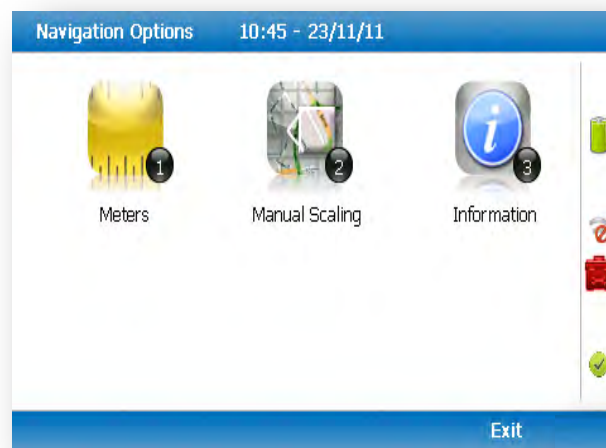 Navigation Options 10:45 - 23/11/11
1 2 3
Meters Manual Scaling Information
Exit